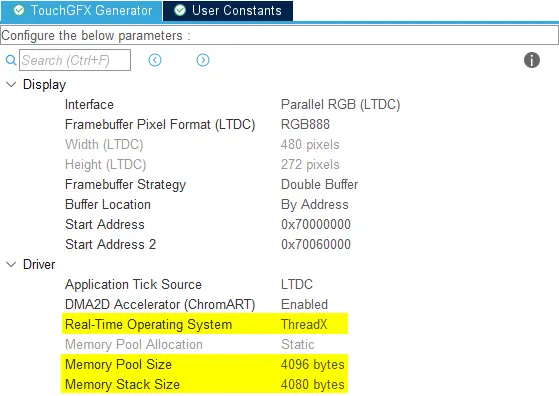 TouchGFX Generator User Constants
Configure the below parameters :
Search (Ctrl+F)
Display
Interface Parallel RGB (LTDC)
Framebuffer Pixel Format (LTDC) RGB888
Width (LTDC) 480 pixels
Height (LTDC) 272 pixels
Framebuffer Strategy Double Buffer
Buffer Location By Address
Start Address 0x70000000
Start Address 2 0x70060000
Driver
Application Tick Source LTDC
DMA2D Accelerator (ChromART) Enabled
Real-Time Operating System ThreadX
Memory Pool Allocation Static
Memory Pool Size 4096 bytes
Memory Stack Size 4080 bytes